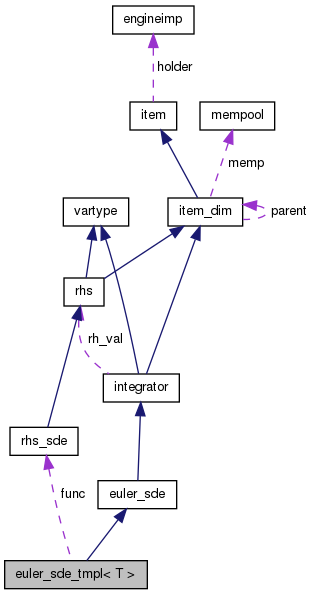 engineimp
holder
item
mempool
memp
vartype
item_dim
parent
rhs
rh_val
integrator
rhs_sde
func
euler_sde
euler_sde_tmpl< T >